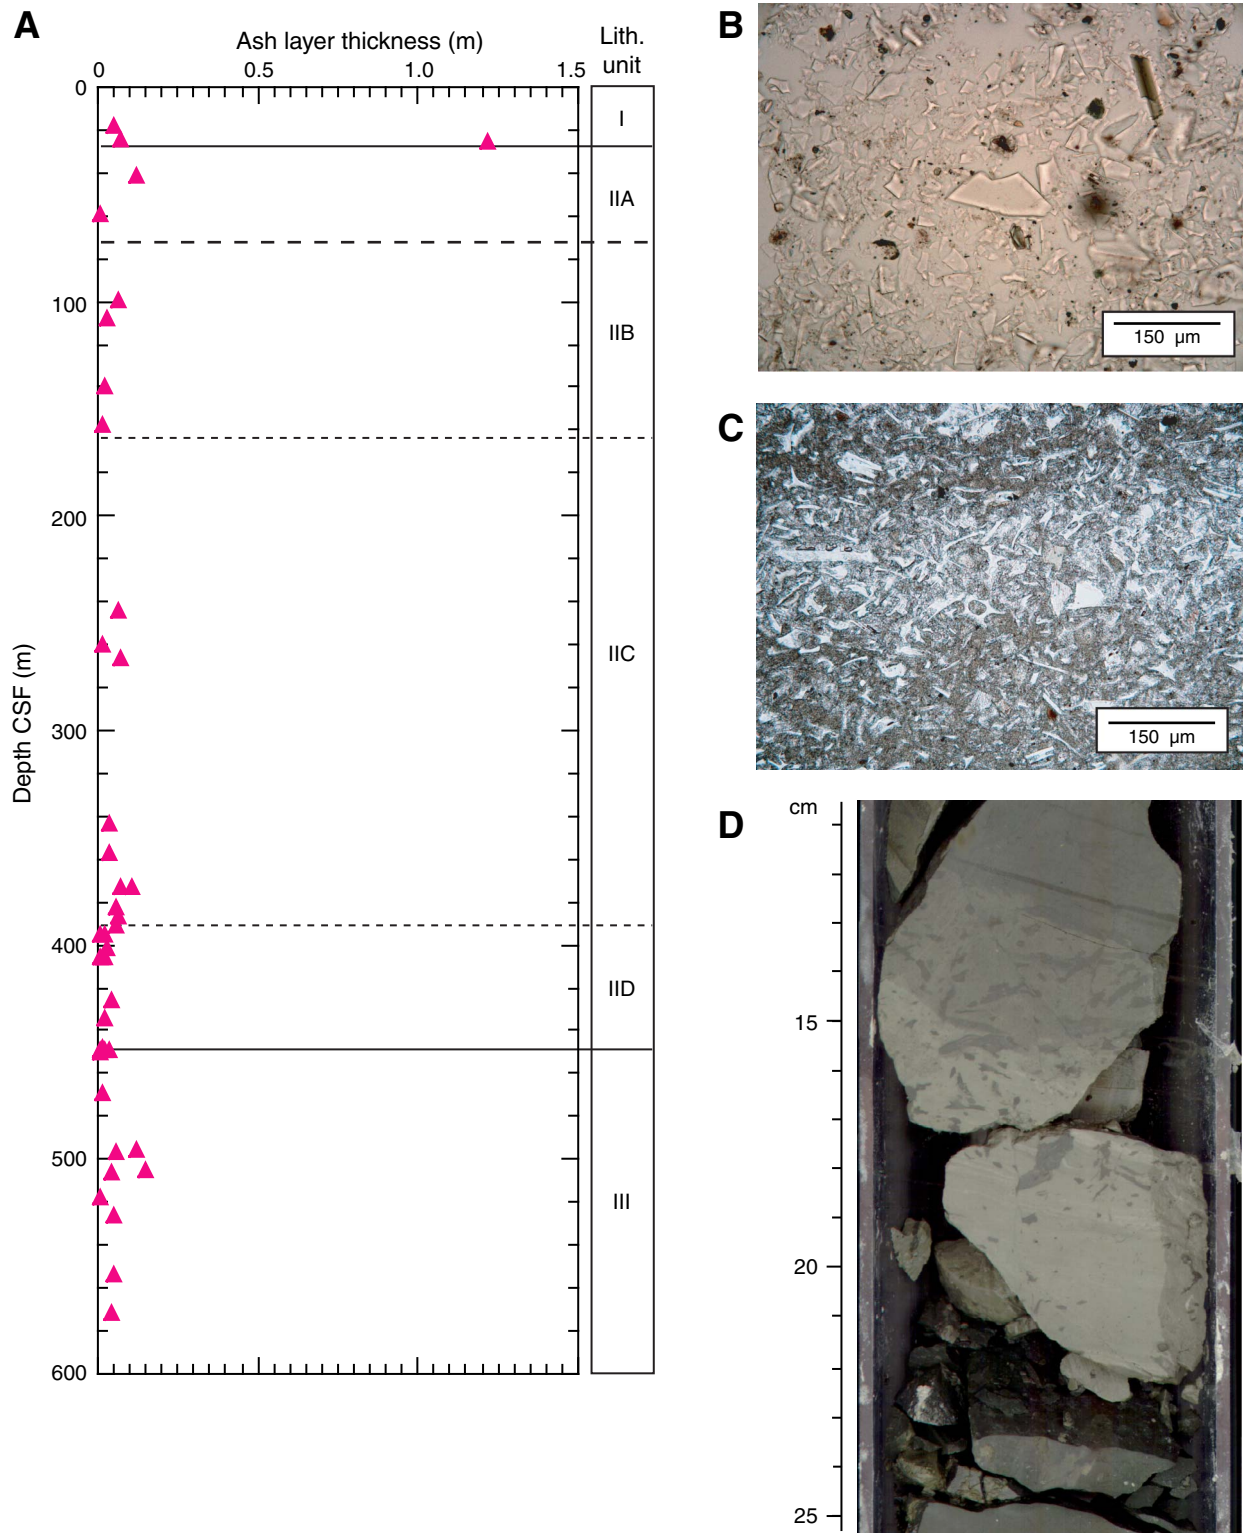 A
Ash layer thickness (m)
Lith.
unit
0 0.5 1.0 1.5
0
100
200
300
400
500
600
Depth CSF (m)
I
IIA
IIB
IIC
IID
III
B
150 µm
C
150 µm
D
cm
15
20
25